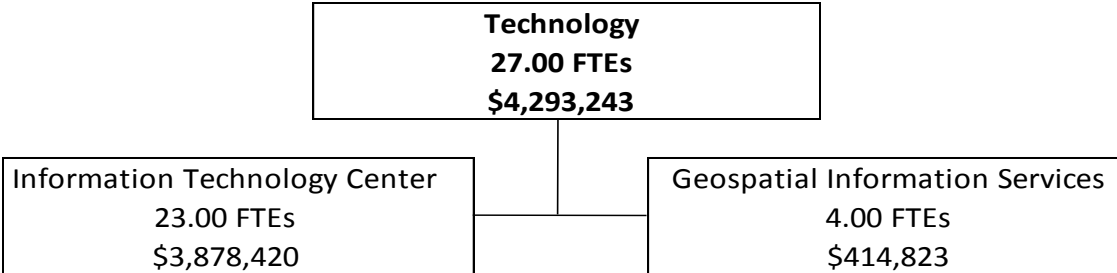 Technology
27.00 FTEs
$4,293,243
Information Technology Center
23.00 FTEs
$3,878,420
Geospatial Information Services
4.00 FTEs
$414,823